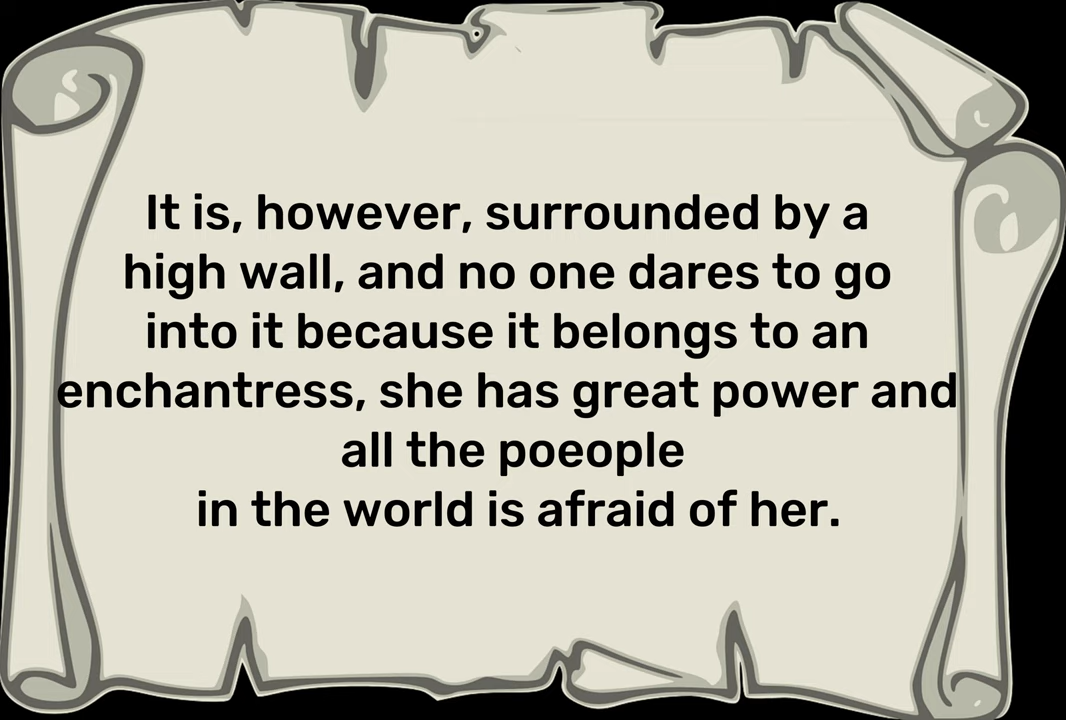 It is, however, surrounded by a
high wall, and no one dares to go
into it because it belongs to an
enchantress, she has great power and
all the poeople
in the world is afraid of her.